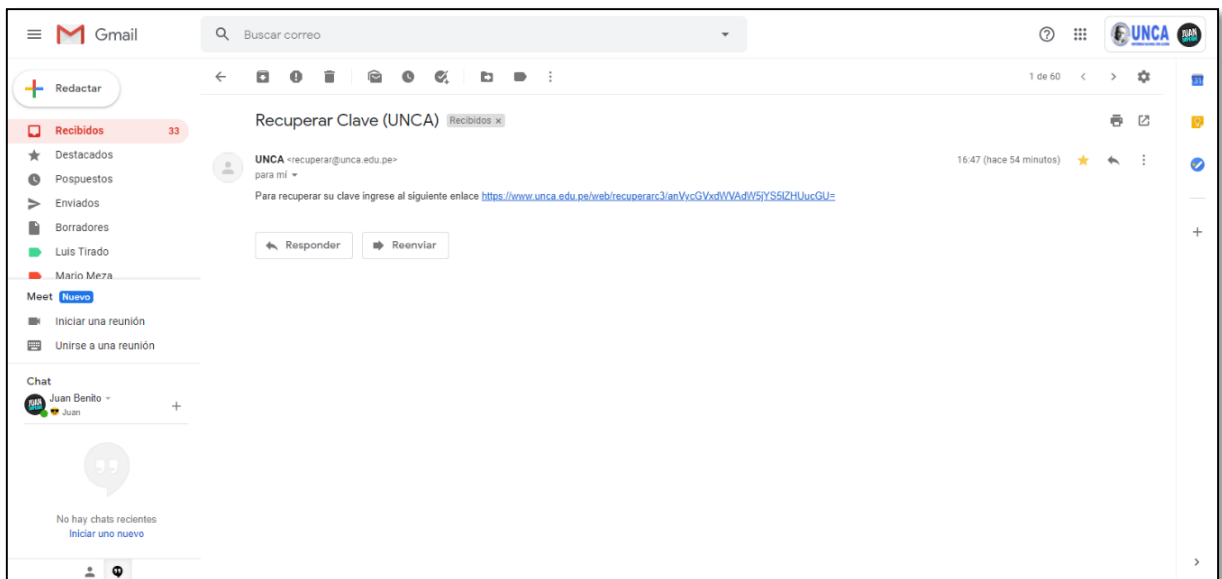 Gmail
Buscar correo
UNCA
JUAN
Redactar
1 de 60
Recibidos 33
Destacados
Pospuestos
Enviados
Borradores
Luis Tirado
Mario Meza
Recuperar Clave (UNCA) Recibidos x
UNCA <recuperar@unca.edu.pe> 16:47 (hace 54 minutos)
para mí
Para recuperar su clave ingrese al siguiente enlace https://www.unca.edu.pe/web/recuperarc3/anVycGVxdWVAdW5jYS5lZHUucGU=
Responder Reenviar
Meet Nuevo
Iniciar una reunión
Unirse a una reunión
Chat
Juan Benito
Juan
No hay chats recientes
Iniciar uno nuevo